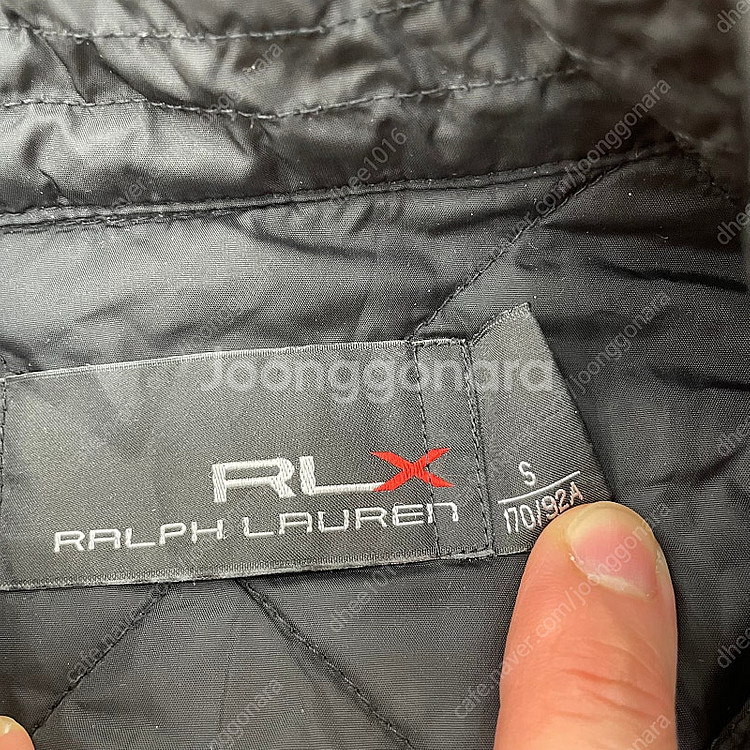 Joonggonara
RLX
RALPH LAUREN
S
170/92A
dhee1016
cafe.naver.com/joonggonara